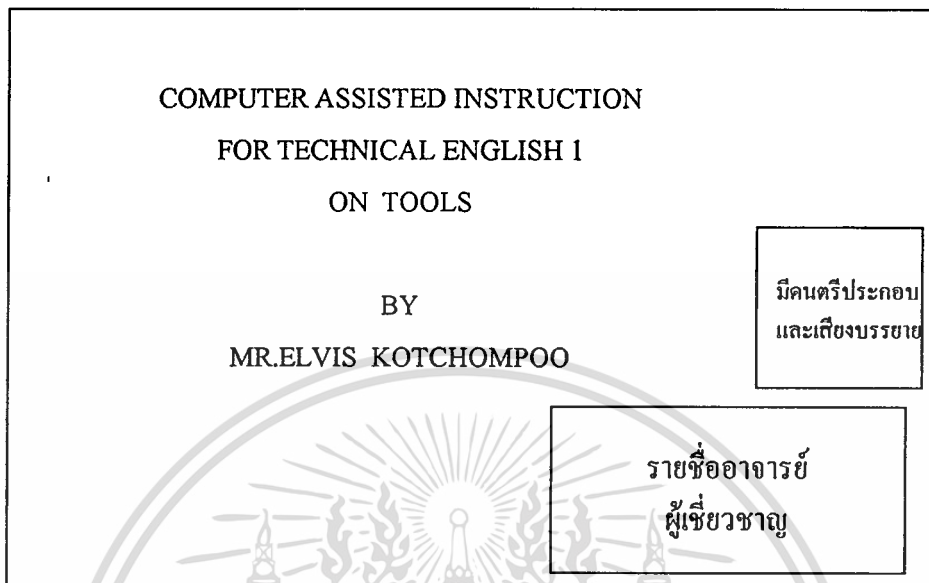 COMPUTER ASSISTED INSTRUCTION
FOR TECHNICAL ENGLISH 1
ON TOOLS
BY
MR.ELVIS KOTCHOMPOO
มีดนตรีประกอบ
และเสียงบรรยาย
รายชื่ออาจารย์
ผู้เชี่ยวชาญ